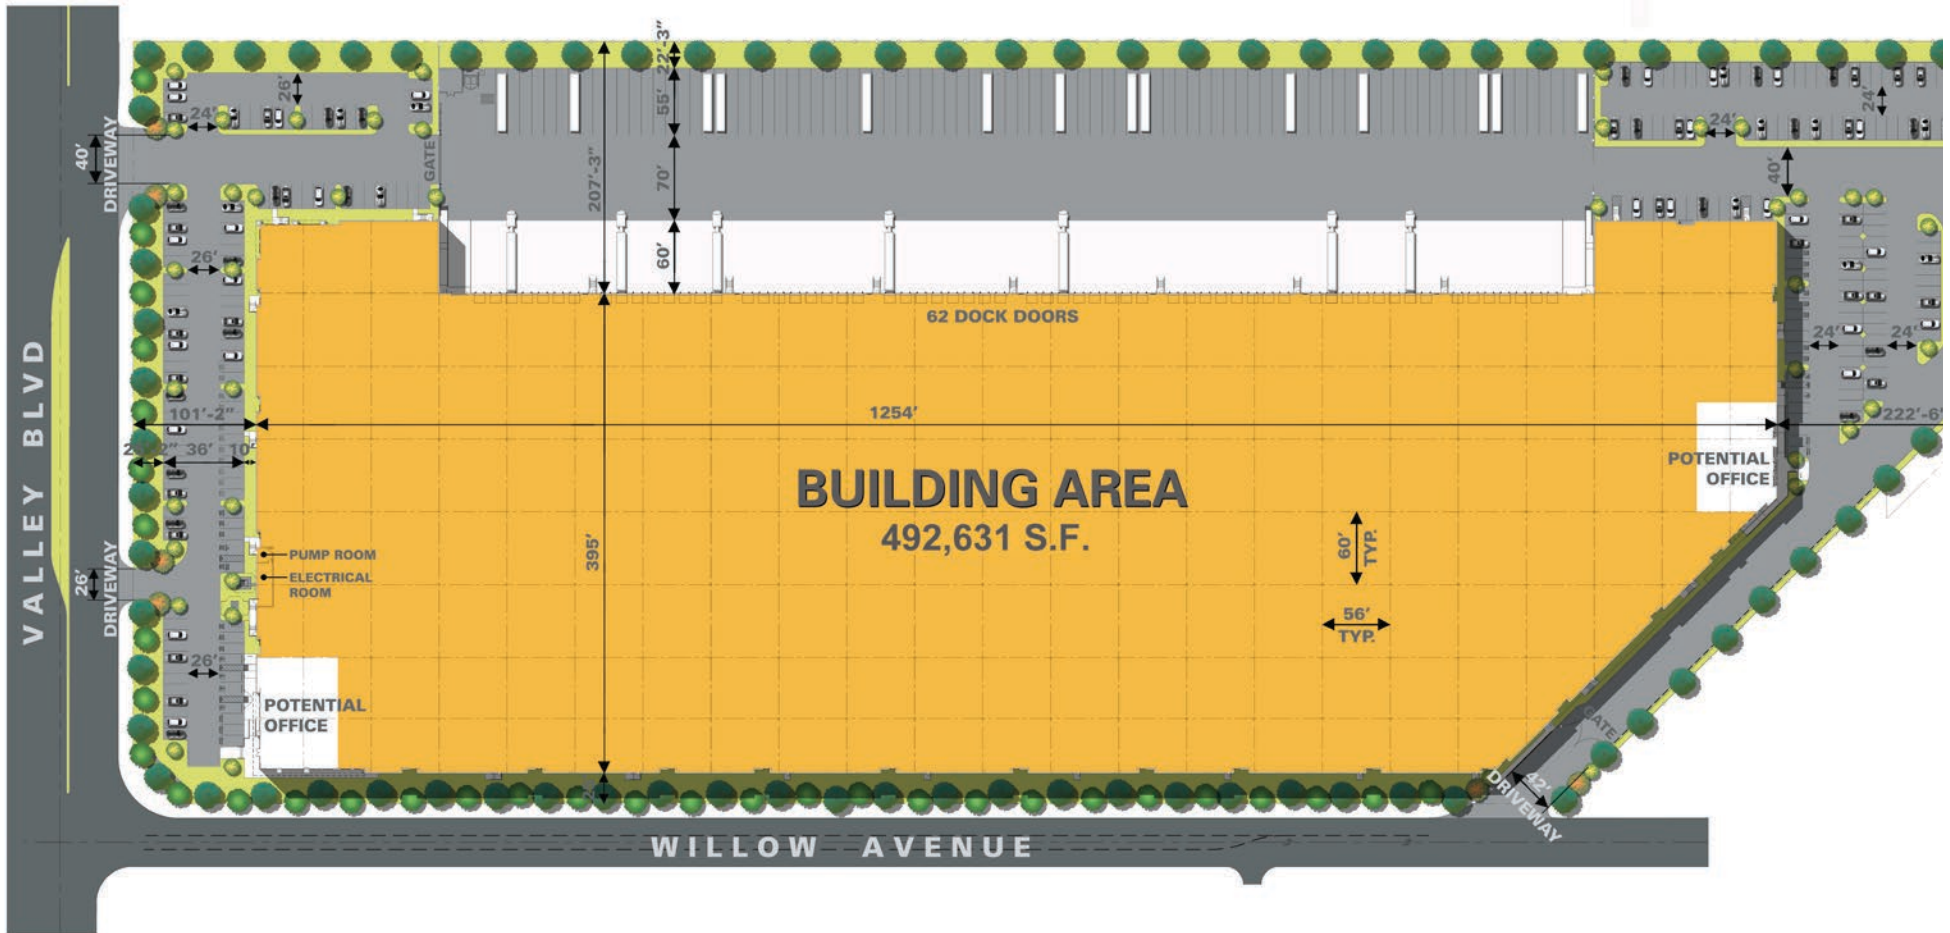 22'-3"
26'
55'
24'
24'
24'
40'
DRIVEWAY
GATE
207'-3"
70'
40'
60'
26'
62 DOCK DOORS
24'
24'
VALLEY BLVD
101'-2"
1254'
222'-6"
36'
10'
BUILDING AREA
492,631 S.F.
POTENTIAL
OFFICE
395'
60'
TYP.
PUMP ROOM
ELECTRICAL
ROOM
26'
DRIVEWAY
56'
TYP.
26'
POTENTIAL
OFFICE
GATE
42'
DRIVEWAY
WILLOW AVENUE